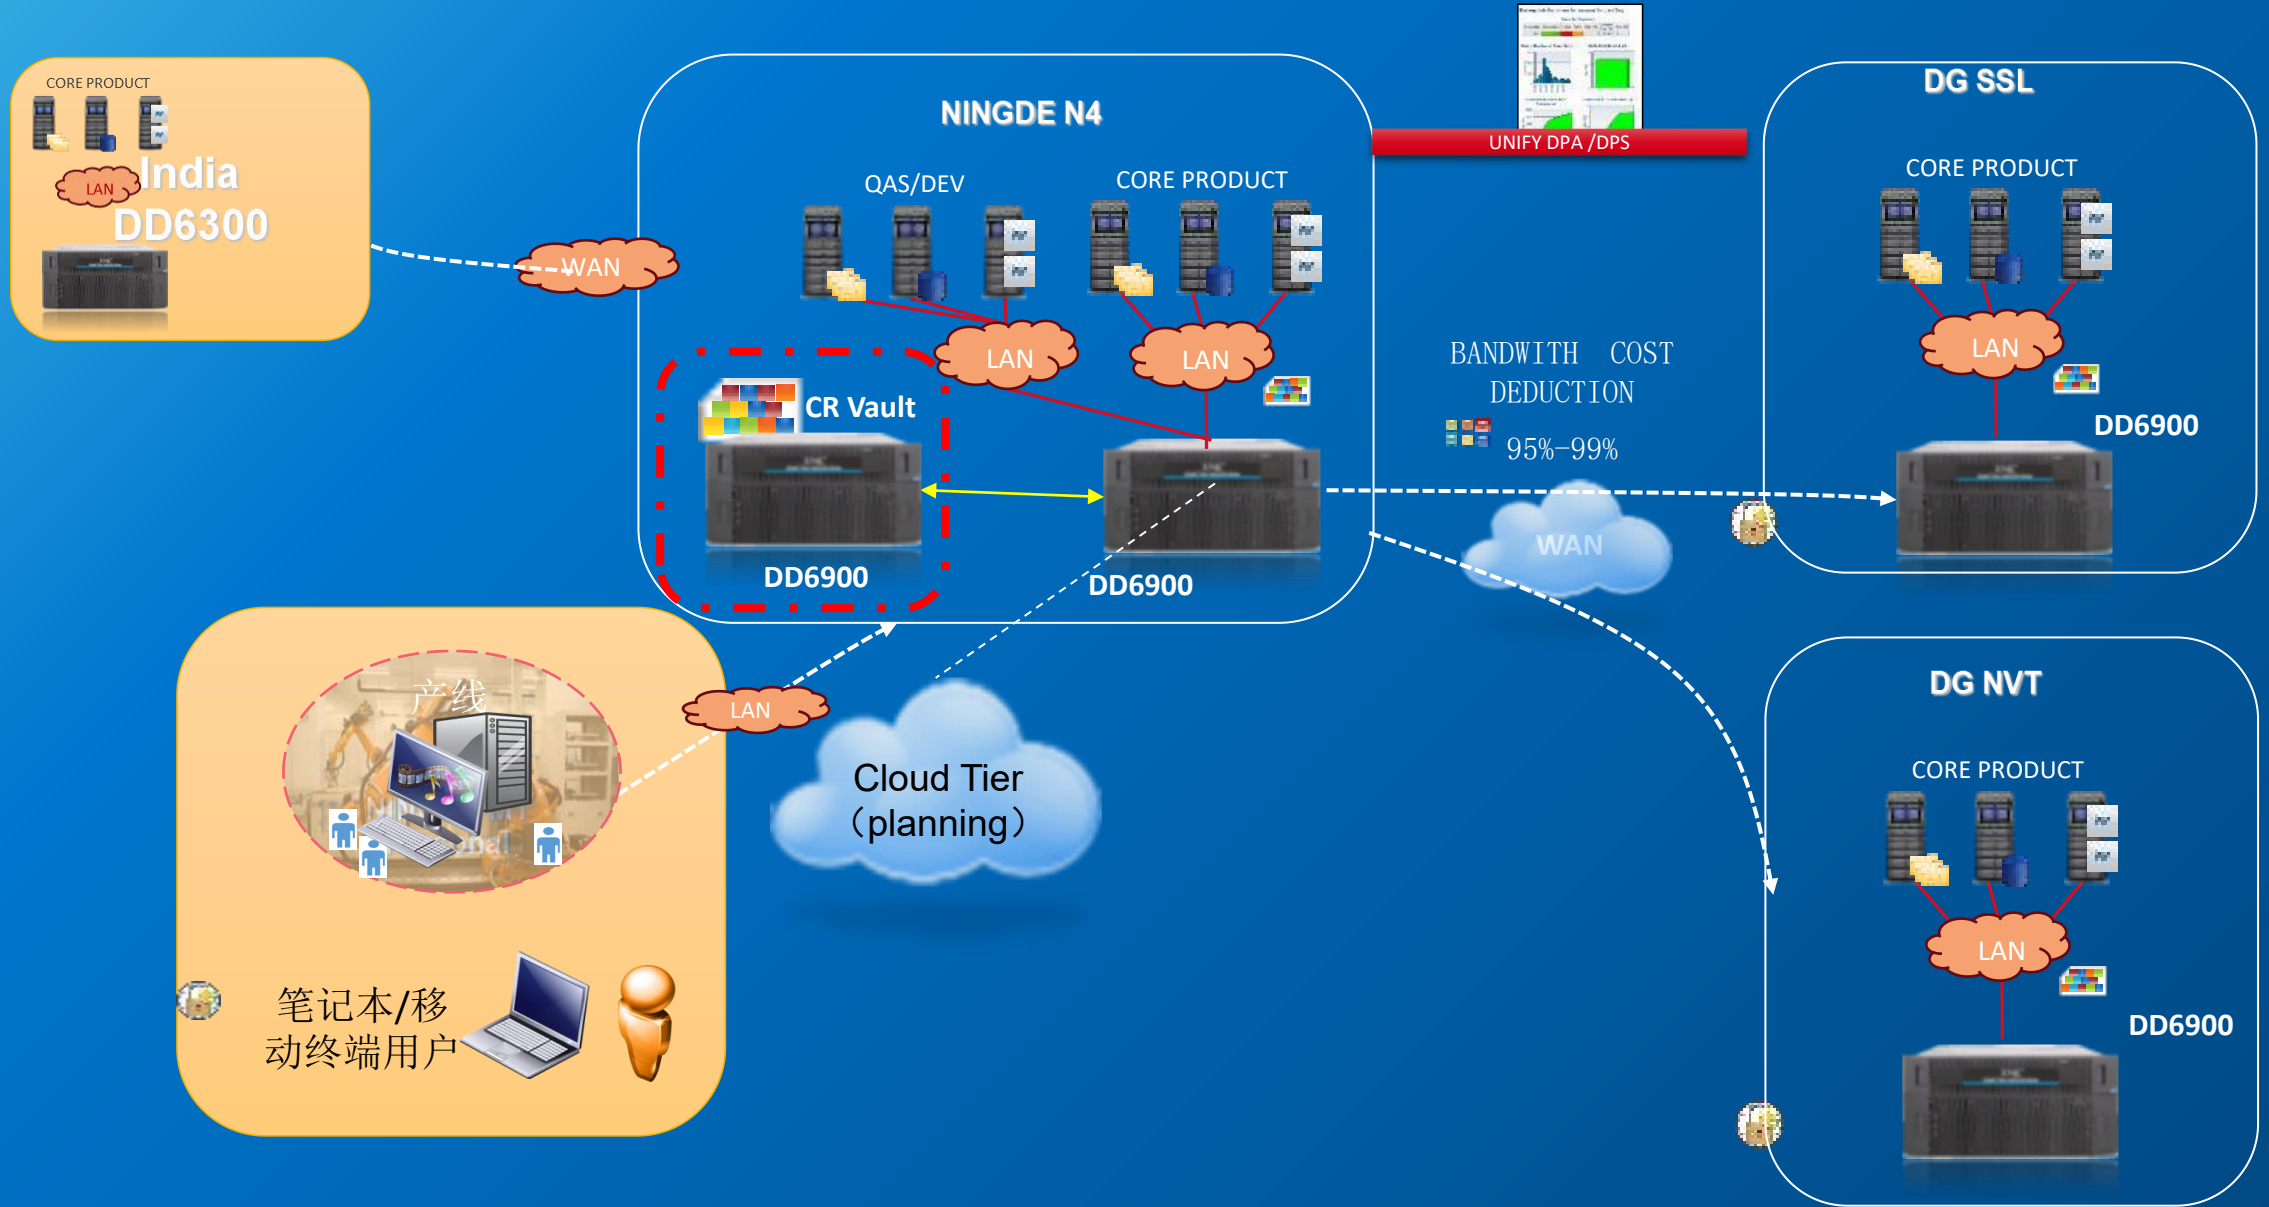 CORE PRODUCT
LAN
India
DD6300
WAN
NINGDE N4
QAS/DEV
CORE PRODUCT
LAN
LAN
CR Vault
DD6900
DD6900
UNIFY DPA /DPS
BANDWITH COST
DEDUCTION
95%-99%
WAN
DG SSL
CORE PRODUCT
LAN
DD6900
DG NVT
CORE PRODUCT
LAN
DD6900
产线
LAN
Cloud Tier
（planning）
笔记本/移
动终端用户